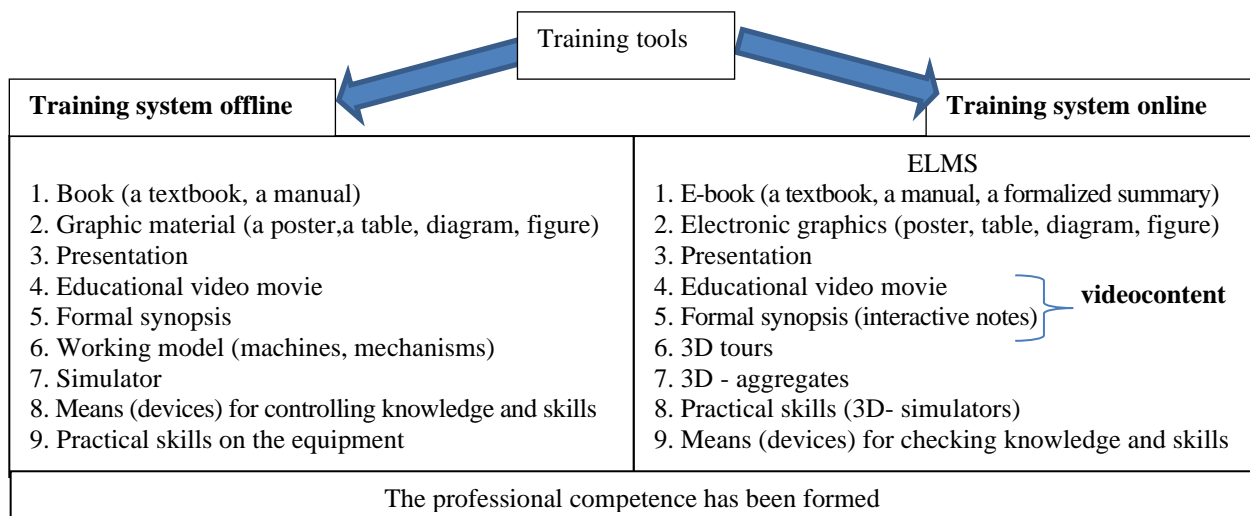 Training tools
Training system offline
Training system online
1. Book (a textbook, a manual)
2. Graphic material (a poster,a table, diagram, figure)
3. Presentation
4. Educational video movie
5. Formal synopsis
6. Working model (machines, mechanisms)
7. Simulator
8. Means (devices) for controlling knowledge and skills
9. Practical skills on the equipment
ELMS
1. E-book (a textbook, a manual, a formalized summary)
2. Electronic graphics (poster, table, diagram, figure)
3. Presentation
4. Educational video movie
5. Formal synopsis (interactive notes)
6. 3D tours
7. 3D - aggregates
8. Practical skills (3D- simulators)
9. Means (devices) for checking knowledge and skills
videocontent
The professional competence has been formed